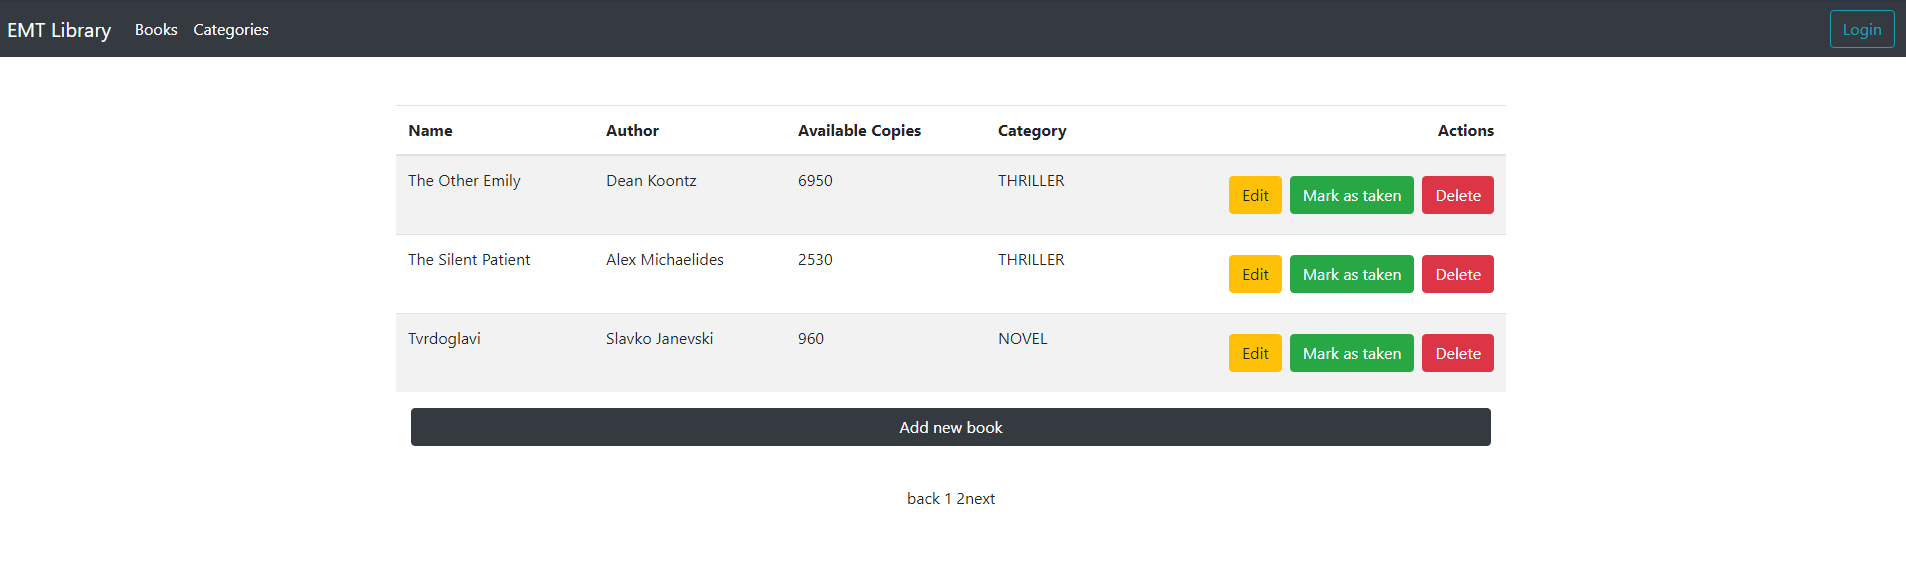 EMT Library Books Categories Login
Name Author Available Copies Category Actions
The Other Emily Dean Koontz 6950 THRILLER Edit Mark as taken Delete
The Silent Patient Alex Michaelides 2530 THRILLER Edit Mark as taken Delete
Tvrdoglavi Slavko Janevski 960 NOVEL Edit Mark as taken Delete
Add new book
back 1 2next